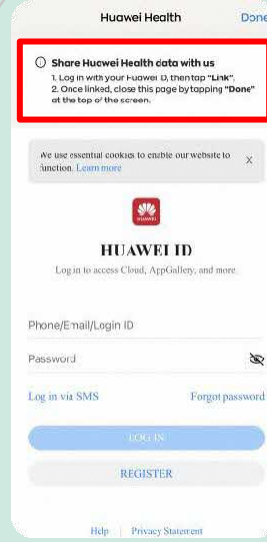 Huawei Health Done
Share Huawei Health data with us
1. Log in with your Huawei ID, then tap "Link".
2. Once linked, close this page by tapping "Done"
at the top of the screen.
We use essential cookies to enable our website to
function. Learn more
HUAWEI
HUAWEI ID
Log in to access Cloud, AppGallery, and more
Phone/Email/Login ID
Password
Log in via SMS Forgot password
LOG IN
REGISTER
Help | Privacy Statement